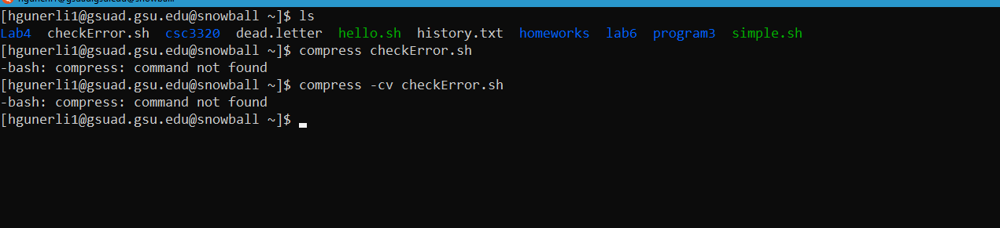 [hgunerli1@gsuad.gsu.edu@snowball ~]$ ls
Lab4  checkError.sh  csc3320  dead.letter  hello.sh  history.txt  homeworks  lab6  program3  simple.sh
[hgunerli1@gsuad.gsu.edu@snowball ~]$ compress checkError.sh
-bash: compress: command not found
[hgunerli1@gsuad.gsu.edu@snowball ~]$ compress -cv checkError.sh
-bash: compress: command not found
[hgunerli1@gsuad.gsu.edu@snowball ~]$